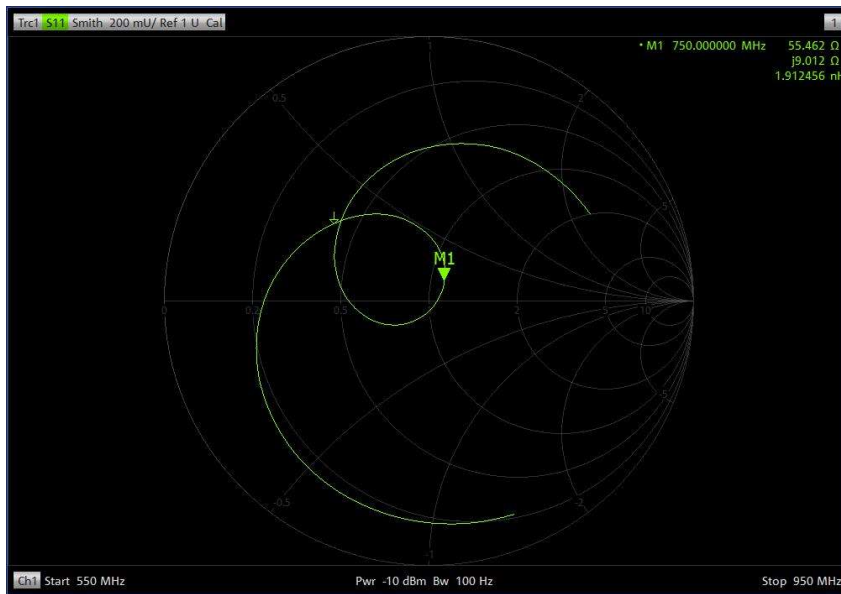 Trc1 S11 Smith 200 mU/ Ref 1 U Cal
1
• M1 750.000000 MHz 55.462 Ω
j9.012 Ω
1.912456
1
0.5 2
5
M1
0 0.2 0.5 2 5 10
-5
-0.5 -2
-1
Ch1 Start 550 MHz Pwr -10 dBm Bw 100 Hz Stop 950 MHz